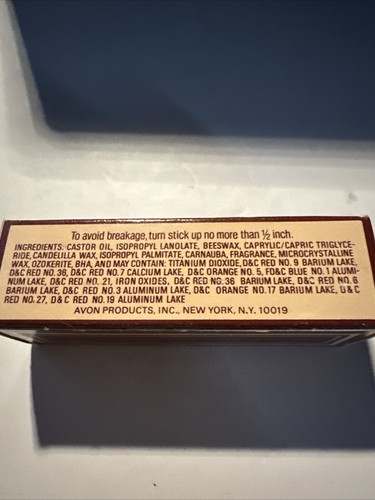 To avoid breakage, turn stick up no more than ½ inch.
INGREDIENTS: CASTOR OIL, ISOPROPYL LANOLATE, BEESWAX, CAPRYLIC/CAPRIC TRIGLYCE-
RIDE, CANDELILLA WAX, ISOPROPYL PALMITATE, CARNAUBA, FRAGRANCE, MICROCRYSTALLINE
WAX, OZOKERITE, BHA, AND MAY CONTAIN: TITANIUM DIOXIDE, D&C RED NO. 9 BARIUM LAKE,
D&C RED NO. 36, D&C RED NO. 7 CALCIUM LAKE, D&C ORANGE NO. 5, FD&C BLUE NO. 1 ALUMI-
NUM LAKE, D&C RED NO. 21, IRON OXIDES, D&C RED NO. 36 BARIUM LAKE, D&C RED NO. 6
BARIUM LAKE, D&C RED NO. 3 ALUMINUM LAKE, D&C ORANGE NO. 17 BARIUM LAKE, D&C
RED NO. 27, D&C RED NO. 19 ALUMINUM LAKE
AVON PRODUCTS, INC., NEW YORK, N.Y. 10019